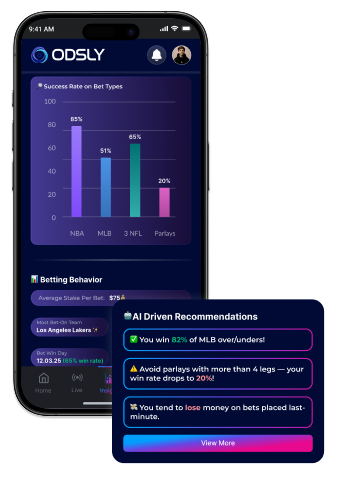 9:41 AM
ODSLY
Success Rate on Bet Types
100
80
60
40
20
0
85%
51%
65%
20%
NBA
MLB
3 NFL
Parlays
Betting Behavior
Average Stake Per Bet: $75
Most Bet-On Team
Los Angeles Lakera
Bet Win Day
12.03.25 (65% win rate)
Home
Live
AI Driven Recommendations
You win 82% of MLB over/unders!
Avoid parlays with more than 4 legs — your
win rate drops to 20%!
You tend to lose money on bets placed last-
minute.
View More